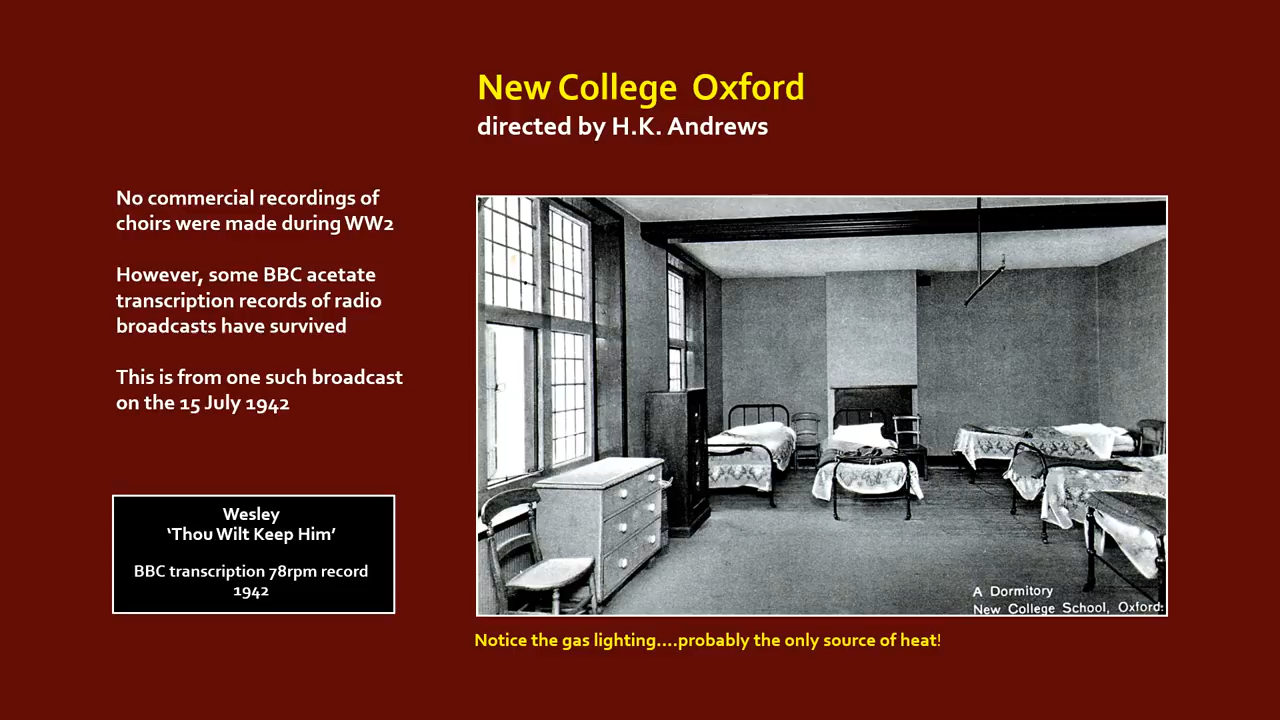 New College Oxford
directed by H.K. Andrews
No commercial recordings of
choirs were made during WW2
However, some BBC acetate
transcription records of radio
broadcasts have survived
This is from one such broadcast
on the 15 July 1942
Wesley
‘Thou Wilt Keep Him’
BBC transcription 78rpm record
1942
A Dormitory
New College School, Oxford.
Notice the gas lighting....probably the only source of heat!